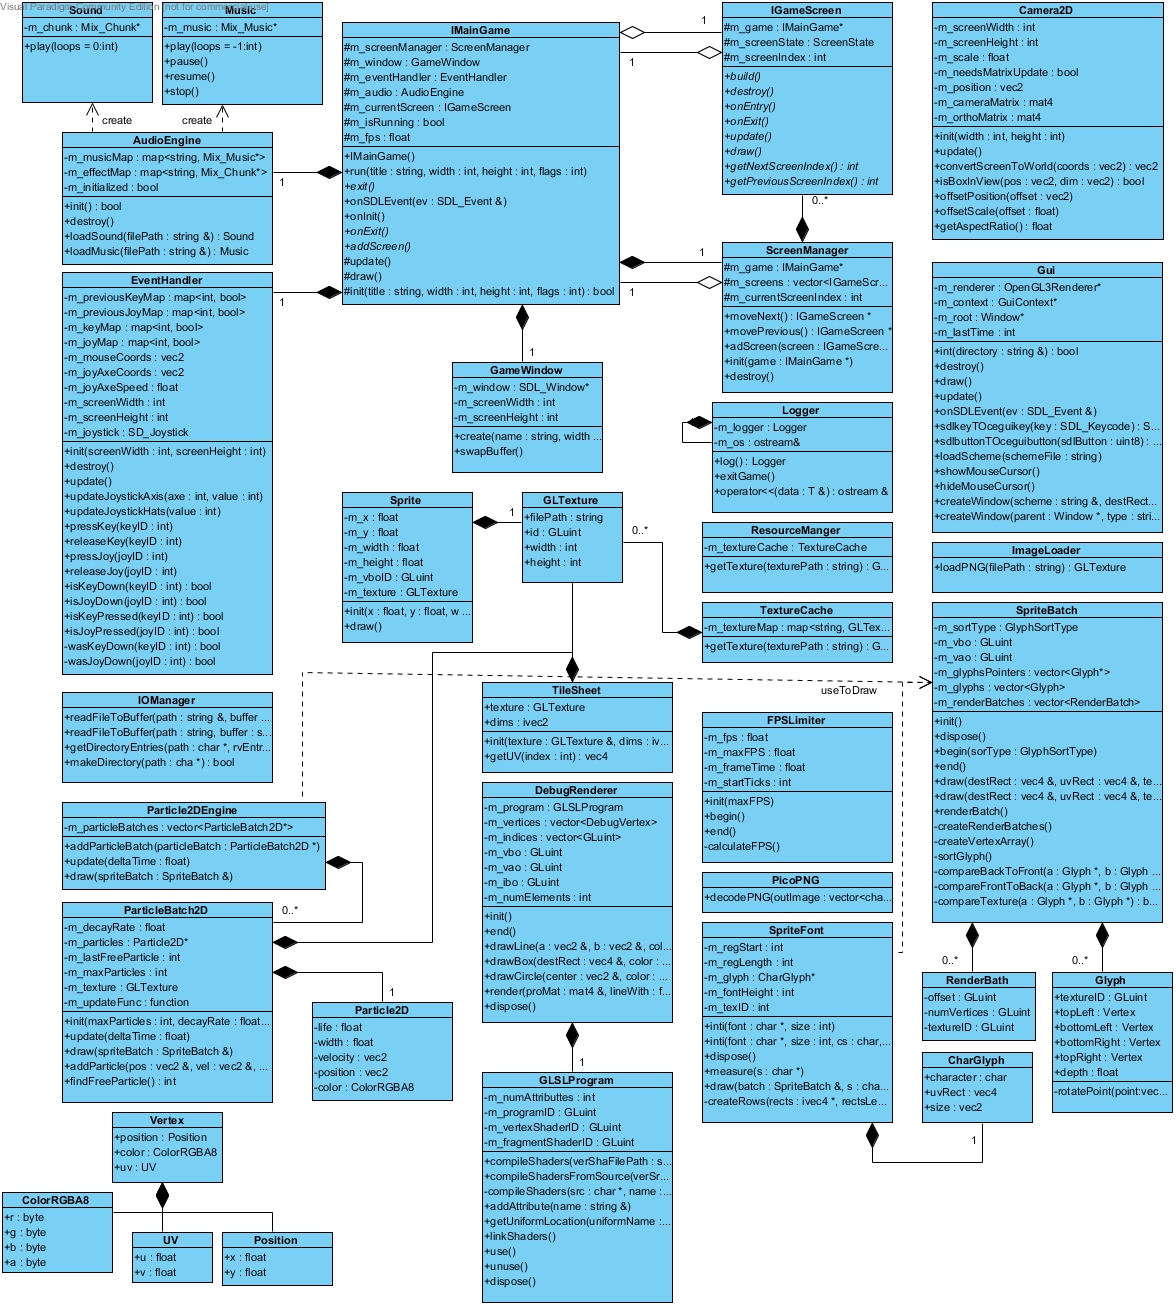 Visual Paradigm Community Edition [not for commercial use]
Sound
-m_chunk : Mix_Chunk*
+play(loops = 0:int)
Music
-m_music : Mix_Music*
+play(loops = -1:int)
+pause()
+resume()
+stop()
create
create
AudioEngine
-m_musicMap : map<string, Mix_Music*>
-m_effectMap : map<string, Mix_Chunk*>
-m_initialized : bool
+init() : bool
+destroy()
+loadSound(filePath : string &) : Sound
+loadMusic(filePath : string &) : Music
1
EventHandler
-m_previousKeyMap : map<int, bool>
-m_previousJoyMap : map<int, bool>
-m_keyMap : map<int, bool>
-m_joyMap : map<int, bool>
-m_mouseCoords : vec2
-m_joyAxeCoords : vec2
-m_joyAxeSpeed : float
-m_screenWidth : int
-m_screenHeight : int
-m_joystick : SD_Joystick
+init(screenWidth : int, screenHeight : int)
+destroy()
+update()
+updateJoystickAxis(axe : int, value : int)
+updateJoystickHats(value : int)
+pressKey(keyID : int)
+releaseKey(keyID : int)
+pressJoy(joyID : int)
+releaseJoy(joyID : int)
+isKeyDown(keyID : int) : bool
+isJoyDown(joyID : int) : bool
+isKeyPressed(keyID : int) : bool
+isJoyPressed(joyID : int) : bool
-wasKeyDown(keyID : int) : bool
-wasJoyDown(joyID : int) : bool
1
IMainGame
#m_screenManager : ScreenManager
#m_window : GameWindow
#m_eventHandler : EventHandler
#m_audio : AudioEngine
#m_currentScreen : IGameScreen
#m_isRunning : bool
#m_fps : float
+IMainGame()
+run(title : string, width : int, height : int, flags : int)
+exit()
+onSDLEvent(ev : SDL_Event &)
+onInit()
+onExit()
+addScreen()
#update()
#draw()
#init(title : string, width : int, height : int, flags : int) : bool
1
1
1
1
1
IGameScreen
#m_game : IMainGame*
#m_screenState : ScreenState
#m_screenIndex : int
+build()
+destroy()
+onEntry()
+onExit()
+update()
+draw()
+getNextScreenIndex() : int
+getPreviousScreenIndex() : int
0..*
ScreenManager
#m_game : IMainGame*
#m_screens : vector<IGameScr...
#m_currentScreenIndex : int
+moveNext() : IGameScreen *
+movePrevious() : IGameScreen *
+adScreen(screen : IGameScre...
+init(game : IMainGame *)
+destroy()
Camera2D
-m_screenWidth : int
-m_screenHeight : int
-m_scale : float
-m_needsMatrixUpdate : bool
-m_position : vec2
-m_cameraMatrix : mat4
-m_orthoMatrix : mat4
+init(width : int, height : int)
+update()
+convertScreenToWorld(coords : vec2) : vec2
+isBoxInView(pos : vec2, dim : vec2) : bool
+offsetPosition(offset : vec2)
+offsetScale(offset : float)
+getAspectRatio() : float
Gui
-m_renderer : OpenGL3Renderer*
-m_context : GuiContext*
-m_root : Window*
-m_lastTime : int
+int(directory : string &) : bool
+destroy()
+draw()
+update()
+onSDLEvent(ev : SDL_Event &)
+sdlkeyTOceguikey(key : SDL_Keycode) : S...
+sdlbuttonTOceguibutton(sdlButton : uint8) : ...
+loadScheme(schemeFile : string)
+showMouseCursor()
+hideMouseCursor()
+createWindow(scheme : string &, destRect...
+createWindow(parent : Window *, type : stri...
GameWindow
-m_window : SDL_Window*
-m_screenWidth : int
-m_screenHeight : int
+create(name : string, width ...
+swapBuffer()
Logger
-m_logger : Logger
-m_os : ostream&
+log() : Logger
+exitGame()
+operator<<(data : T &) : ostream &
Sprite
-m_x : float
-m_y : float
-m_width : float
-m_height : float
-m_vboID : GLuint
-m_texture : GLTexture
+init(x : float, y : float, w ...
+draw()
1
GLTexture
+filePath : string
+id : GLuint
+width : int
+height : int
0..*
ResourceManger
-m_textureCache : TextureCache
+getTexture(texturePath : string) : G...
ImageLoader
+loadPNG(filePath : string) : GLTexture
TextureCache
-m_textureMap : map<string, GLTex...
+getTexture(texturePath : string) : G...
SpriteBatch
-m_sortType : GlyphSortType
-m_vbo : GLuint
-m_vao : GLuint
-m_glyphsPointers : vector<Glyph*>
-m_glyphs : vector<Glyph>
-m_renderBatches : vector<RenderBatch>
+init()
+dispose()
+begin(sorType : GlyphSortType)
+end()
+draw(destRect : vec4 &, uvRect : vec4 &, te...
+draw(destRect : vec4 &, uvRect : vec4 &, te...
+renderBatch()
-createRenderBatches()
-createVertexArray()
-sortGlyph()
-compareBackToFront(a : Glyph *, b : Glyph ...
-compareFrontToBack(a : Glyph *, b : Glyph ...
-compareTexture(a : Glyph *, b : Glyph *) : b...
useToDraw
IOManager
+readFileToBuffer(path : string &, buffer ...
+readFileToBuffer(path : string, buffer : s...
+getDirectoryEntries(path : char *, rvEntr...
+makeDirectory(path : cha *) : bool
TileSheet
+texture : GLTexture
+dims : ivec2
+init(texture : GLTexture &, dims : iv...
+getUV(index : int) : vec4
FPSLimiter
-m_fps : float
-m_maxFPS : float
-m_frameTime : float
-m_startTicks : int
+init(maxFPS)
+begin()
+end()
-calculateFPS()
Particle2DEngine
-m_particleBatches : vector<ParticleBatch2D*>
+addParticleBatch(particleBatch : ParticleBatch2D *)
+update(deltaTime : float)
+draw(spriteBatch : SpriteBatch &)
0..*
DebugRenderer
-m_program : GLSLProgram
-m_vertices : vector<DebugVertex>
-m_indices : vector<GLuint>
-m_vbo : GLuint
-m_vao : GLuint
-m_ibo : GLuint
-m_numElements : int
+init()
+end()
+drawLine(a : vec2 &, b : vec2 &, col...
+drawBox(destRect : vec4 &, color : ...
+drawCircle(center : vec2 &, color : ...
+render(proMat : mat4 &, lineWith : f...
+dispose()
1
PicoPNG
+decodePNG(outImage : vector<cha...
ParticleBatch2D
-m_decayRate : float
-m_particles : Particle2D*
-m_lastFreeParticle : int
-m_maxParticles : int
-m_texture : GLTexture
-m_updateFunc : function
+init(maxParticles : int, decayRate : float...
+update(deltaTime : float)
+draw(spriteBatch : SpriteBatch &)
+addParticle(pos : vec2 &, vel : vec2 &, ...
+findFreeParticle() : int
1
Particle2D
-life : float
-width : float
-velocity : vec2
-position : vec2
-color : ColorRGBA8
SpriteFont
-m_regStart : int
-m_regLength : int
-m_glyph : CharGlyph*
-m_fontHeight : int
-m_texID : int
+inti(font : char *, size : int)
+inti(font : char *, size : int, cs : char,...
+dispose()
+measure(s : char *)
+draw(batch : SpriteBatch &, s : cha...
-createRows(rects : ivec4 *, rectsLe...
0..*
0..*
RenderBath
-offset : GLuint
-numVertices : GLuint
-textureID : GLuint
Glyph
+textureID : GLuint
+topLeft : Vertex
+bottomLeft : Vertex
+bottomRight : Vertex
+topRight : Vertex
+depth : float
-rotatePoint(point:vec...
CharGlyph
+character : char
+uvRect : vec4
+size : vec2
1
GLSLProgram
-m_numAttributtes : int
-m_programID : GLuint
-m_vertexShaderID : GLuint
-m_fragmentShaderID : GLuint
+compileShaders(verShaFilePath : s...
+compileShadersFromSource(verSr...
-compileShaders(src : char *, name :...
+addAttribute(name : string &)
+getUniformLocation(uniformName :...
+linkShaders()
+use()
+unuse()
+dispose()
Vertex
+position : Position
+color : ColorRGBA8
+uv : UV
ColorRGBA8
+r : byte
+g : byte
+b : byte
+a : byte
UV
+u : float
+v : float
Position
+x : float
+y : float